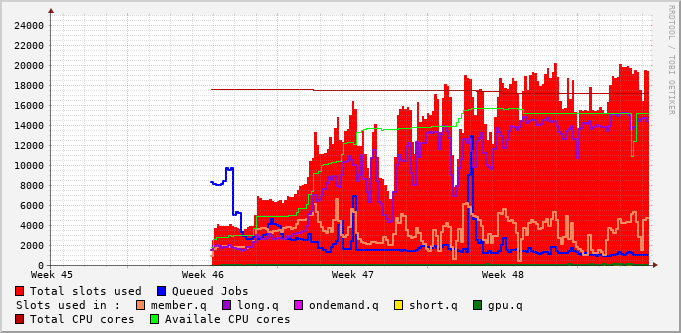 24000
22000
20000
18000
16000
14000
12000
10000
8000
6000
4000
2000
0
Week 45 Week 46 Week 47 Week 48
Total slots used Queued Jobs
Slots used in : member.q long.q ondemand.q short.q gpu.q
Total CPU cores Availale CPU cores
RRDTOOL / TOBI OETIKER